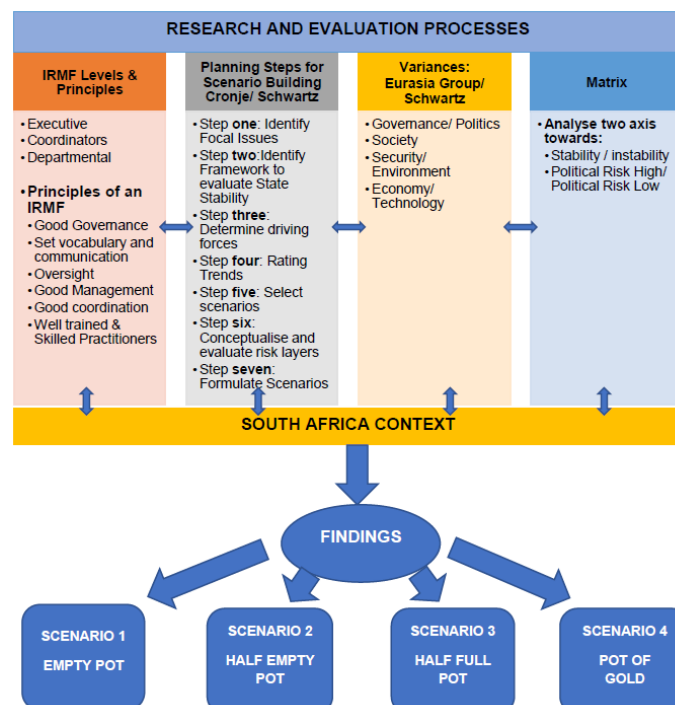 RESEARCH AND EVALUATION PROCESSES
IRMF Levels &
Principles
• Executive
• Coordinators
• Departmental
• Principles of an
IRMF
• Good Governance
• Set vocabulary and
communication
• Oversight
• Good Management
• Good coordination
• Well trained &
Skilled Practitioners
Planning Steps for
Scenario Building
Cronje/ Schwartz
• Step one: Identify
Focal Issues
• Step two:Identify
Framework to
evaluate State
Stability
• Step three:
Determine driving
forces
• Step four: Rating
Trends
• Step five: Select
scenarios
• Step six:
Conceptualise and
evaluate risk layers
• Step seven:
Formulate Scenarios
Variances:
Eurasia Group/
Schwartz
• Governance/ Politics
• Society
• Security/
Environment
• Economy/
Technology
Matrix
• Analyse two axis
towards:
• Stability / instability
• Political Risk High/
Political Risk Low
SOUTH AFRICA CONTEXT
FINDINGS
SCENARIO 1
EMPTY POT
SCENARIO 2
HALF EMPTY
POT
SCENARIO 3
HALF FULL
POT
SCENARIO 4
POT OF
GOLD